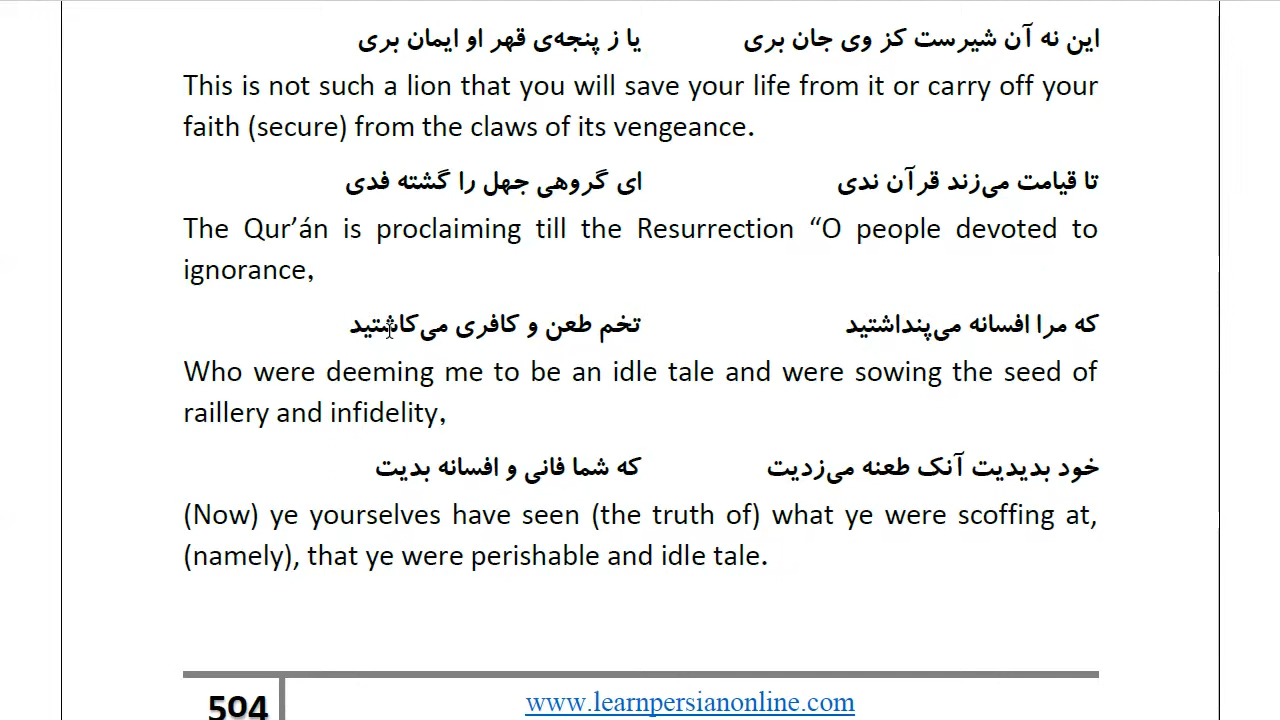 این نه آن شیرست کز وی جان بری یا ز پنجه‌ی قهر او ایمان بری
This is not such a lion that you will save your life from it or carry off your
faith (secure) from the claws of its vengeance.
تا قیامت می‌زند قرآن ندی ای گروهی جهل را گشته فدی
The Qur’án is proclaiming till the Resurrection “O people devoted to
ignorance,
که مرا افسانه می‌پنداشتید تخم طعن و کافری می‌کاشتید
Who were deeming me to be an idle tale and were sowing the seed of
raillery and infidelity,
خود بدیدیت آنک طعنه می‌زدیت که شما فانی و افسانه بدیت
(Now) ye yourselves have seen (the truth of) what ye were scoffing at,
(namely), that ye were perishable and idle tale.
504 www.learnpersianonline.com